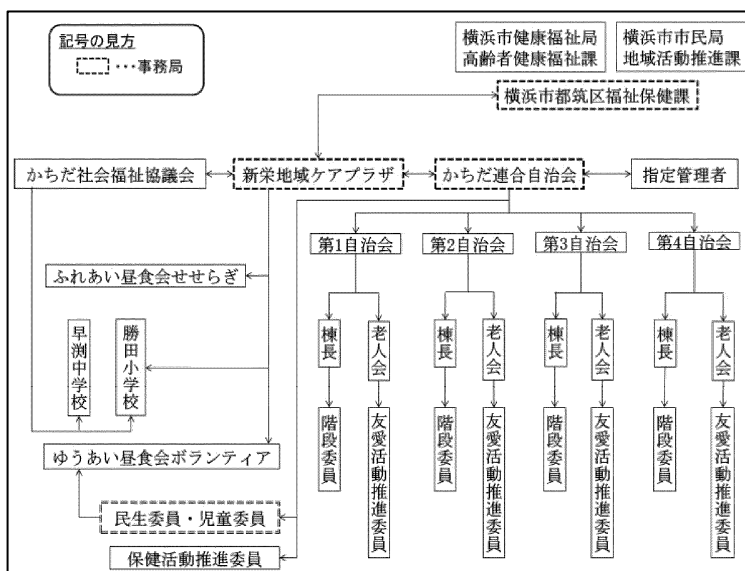 記号の見方
･･･事務局
横浜市健康福祉局
高齢者健康福祉課
横浜市市民局
地域活動推進課
横浜市都筑区福祉保健課
かちだ社会福祉協議会
新栄地域ケアプラザ
かちだ連合自治会
指定管理者
第1自治会
第2自治会
第3自治会
第4自治会
ふれあい昼食会せせらぎ
早渕中学校
勝田小学校
棟長
老人会
棟長
老人会
棟長
老人会
棟長
老人会
階段委員
友愛活動推進委員
階段委員
友愛活動推進委員
階段委員
友愛活動推進委員
階段委員
友愛活動推進委員
ゆうあい昼食会ボランティア
民生委員・児童委員
保健活動推進委員